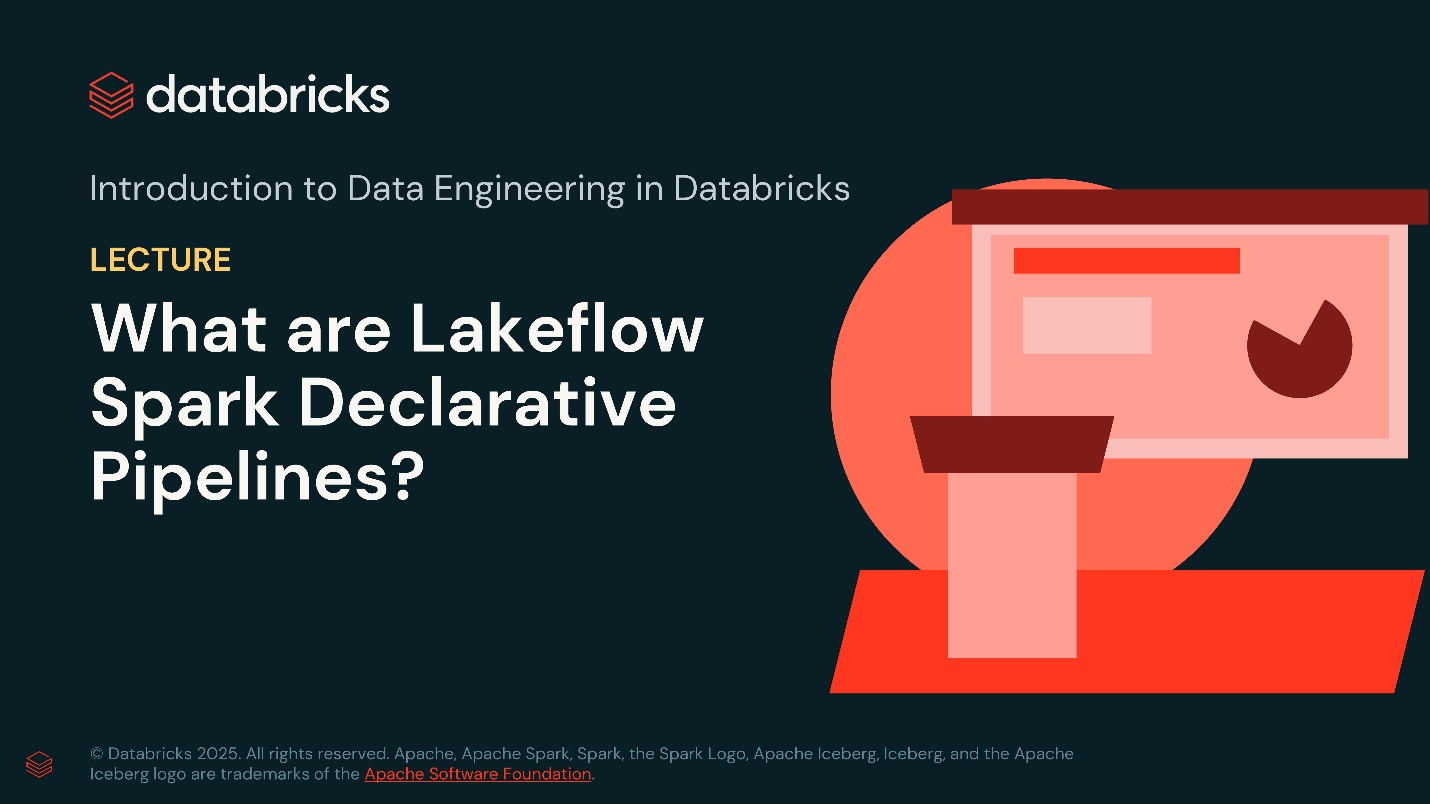 databricks
Introduction to Data Engineering in Databricks
LECTURE
What are Lakeflow
Spark Declarative
Pipelines?
© Databricks 2025. All rights reserved. Apache, Apache Spark, Spark, the Spark Logo, Apache Iceberg, Iceberg, and the Apache
Iceberg logo are trademarks of the Apache Software Foundation.